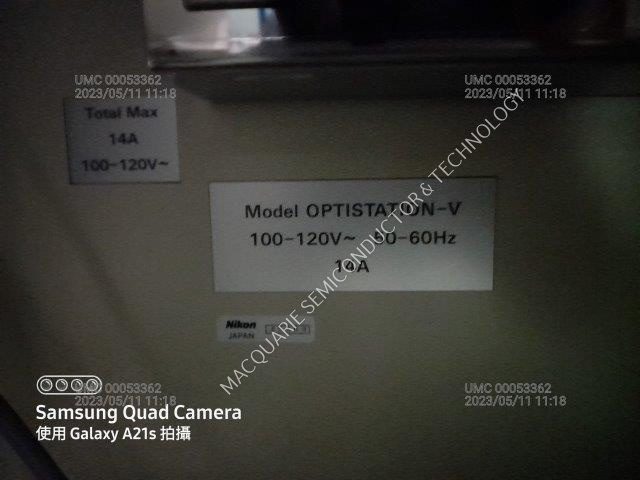 UMC 00053362
2023/05/11 11:18
UMC 00053362
2023/05/11 11:18
Total Max
14A
100-120V~
Model OPTISTATION-V
100-120V~ 50-60Hz
14A
MACQUARIE SEMICONDUCTOR & TECHNOLOGY
Nikon
JAPAN
UMC 00053362
2023/05/11 11:18
UMC 00053362
2023/05/11 11:18
Samsung Quad Camera
使用 Galaxy A21s 拍攝